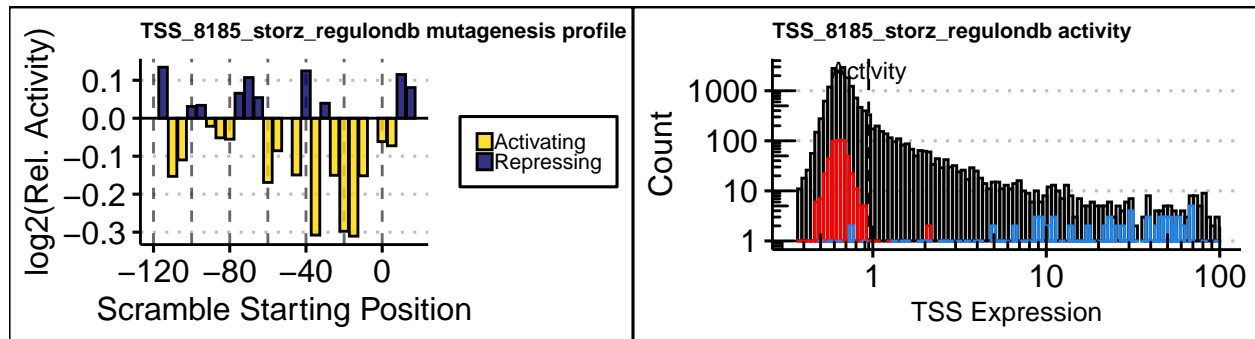 TSS_8185_storz_regulondb mutagenesis profile
log2(Rel. Activity)
0.1
0.0
−0.1
−0.2
−0.3
−120
−80
−40
0
Scramble Starting Position
Activating
Repressing
TSS_8185_storz_regulondb activity
Activity
Count
1000
100
10
1
1
10
100
TSS Expression